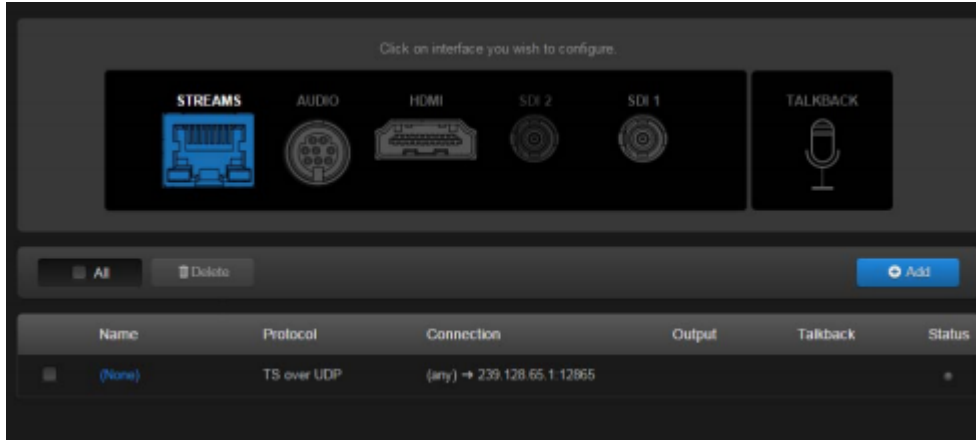 Click on interface you wish to configure.
STREAMS AUDIO HDMI SDI 2 SDI 1 TALKBACK
All Delete Add
Name Protocol Connection Output Talkback Status
(None) TS over UDP (any) ➔ 239.128.65.1:12865